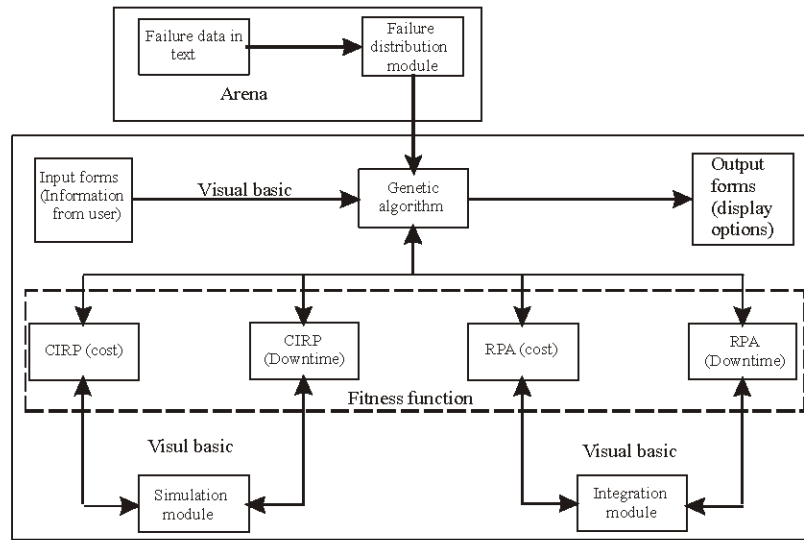 Failure data in
text
Failure
distribution
module
Arena
Input forms
(Information
from user)
Visual basic
Genetic
algorithm
Output
forms
(display
options)
CIRP (cost)
CIRP
(Downtime)
RPA (cost)
RPA
(Downtime)
Fitness function
Visul basic
Visual basic
Simulation
module
Integration
module